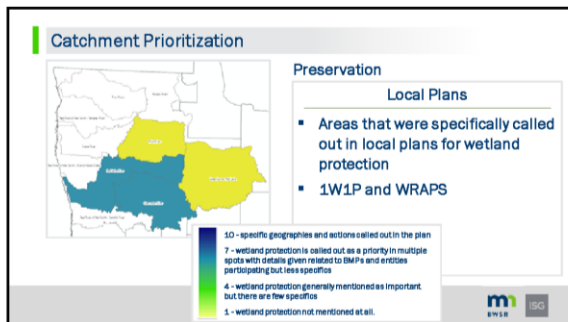 Catchment Prioritization
Preservation
Local Plans
▪ Areas that were specifically called
out in local plans for wetland
protection
▪ 1W1P and WRAPS
10 - specific geographies and actions called out in the plan
7 - wetland protection is called out as a priority in multiple
spots with details given related to BMPs and entities
participating but less specifics
4 - wetland protection generally mentioned as important
but there are few specifics
1 - wetland protection not mentioned at all.
mn
BWSR
ISG